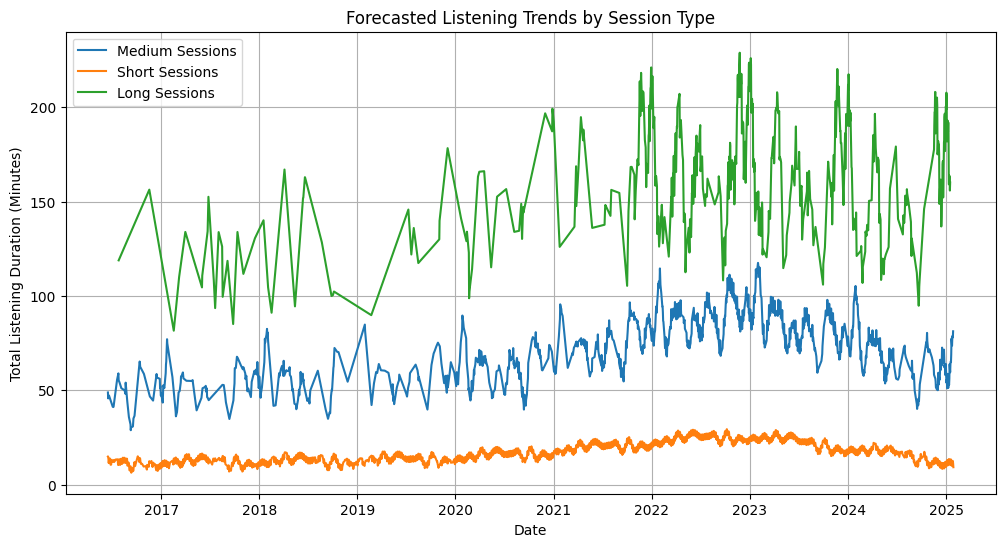 Forecasted Listening Trends by Session Type
Medium Sessions
Short Sessions
Long Sessions
Total Listening Duration (Minutes)
200
150
100
50
0
2017 2018 2019 2020 2021 2022 2023 2024 2025
Date